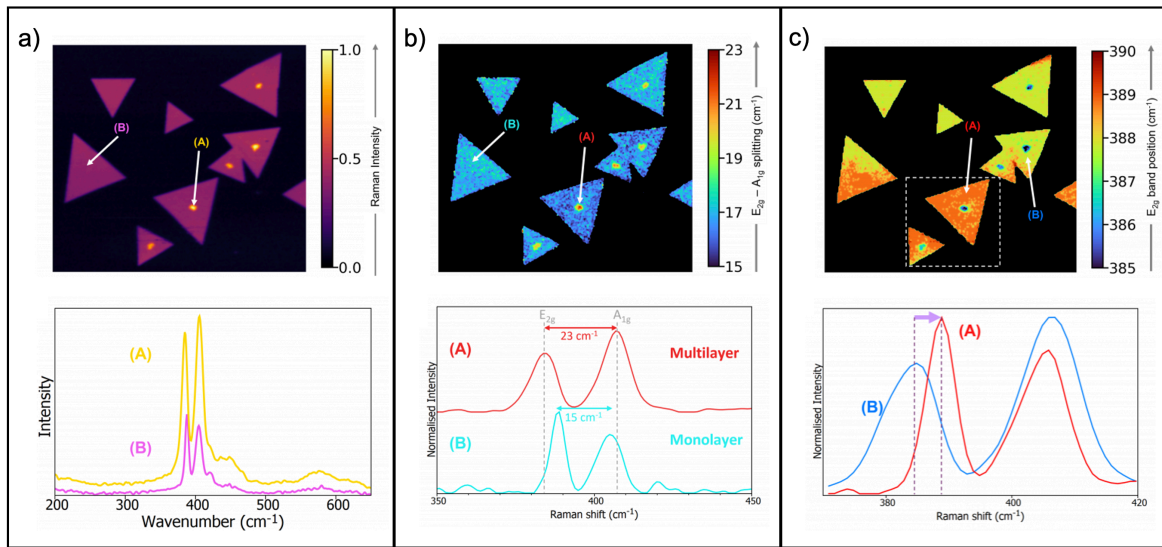 a)
(B)
(A)
1.0
0.5
0.0
Raman Intensity
(A)
(B)
Intensity
200
300
400
500
600
Wavenumber (cm-1)
b)
(B)
(A)
23
21
19
17
15
E2g – A1g splitting (cm-1)
E2g
A1g
23 cm-1
(A)
Multilayer
15 cm-1
(B)
Monolayer
Normalised Intensity
350
400
450
Raman shift (cm-1)
c)
(A)
(B)
390
389
388
387
386
385
E2g band position (cm-1)
(A)
(B)
Normalised Intensity
380
400
420
Raman shift (cm-1)